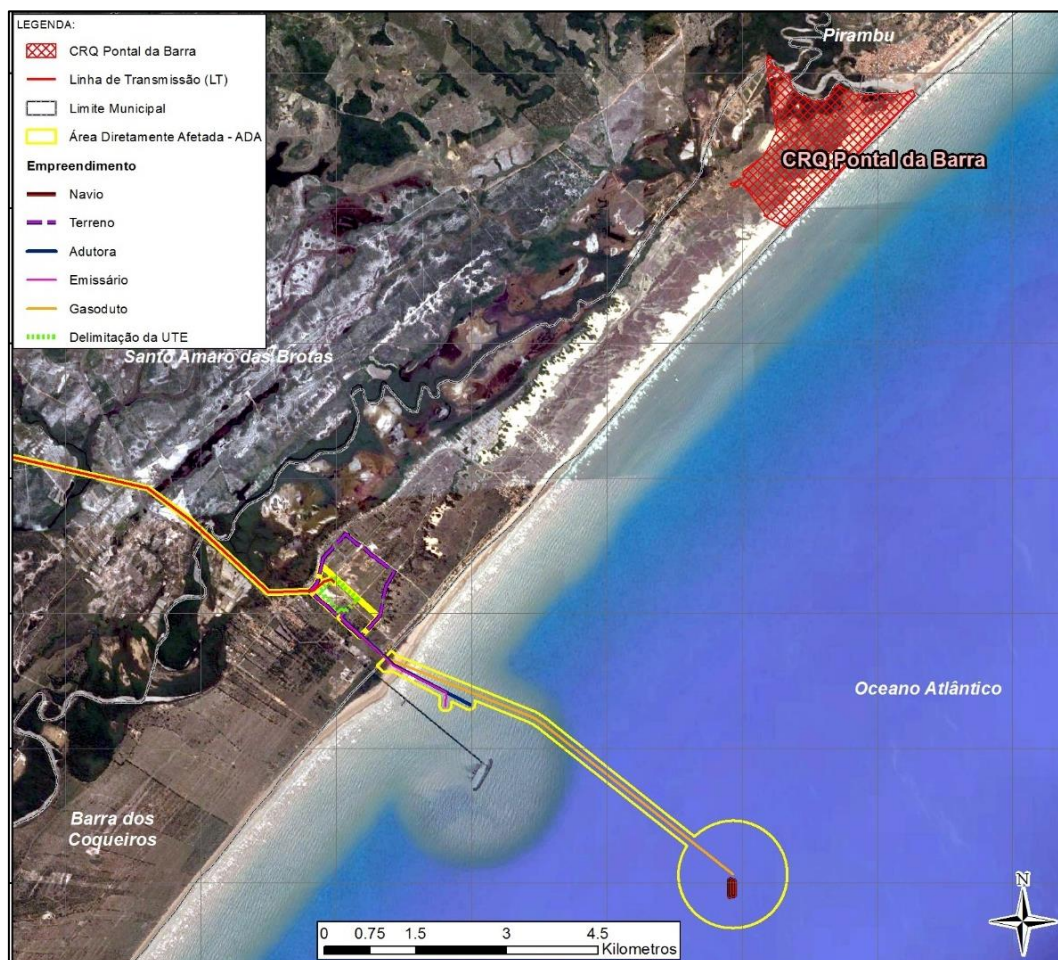 LEGENDA:
CRQ Pontal da Barra
Linha de Transmissão (LT)
Limite Municipal
Área Diretamente Afetada - ADA
Empreendimento
Navio
Terreno
Adutora
Emissário
Gasoduto
Delimitação da UTE
Pirambu
CRQ Pontal da Barra
Santo Amaro das Brotas
Oceano Atlântico
Barra dos
Coqueiros
N
0 0.75 1.5 3 4.5
Kilometros